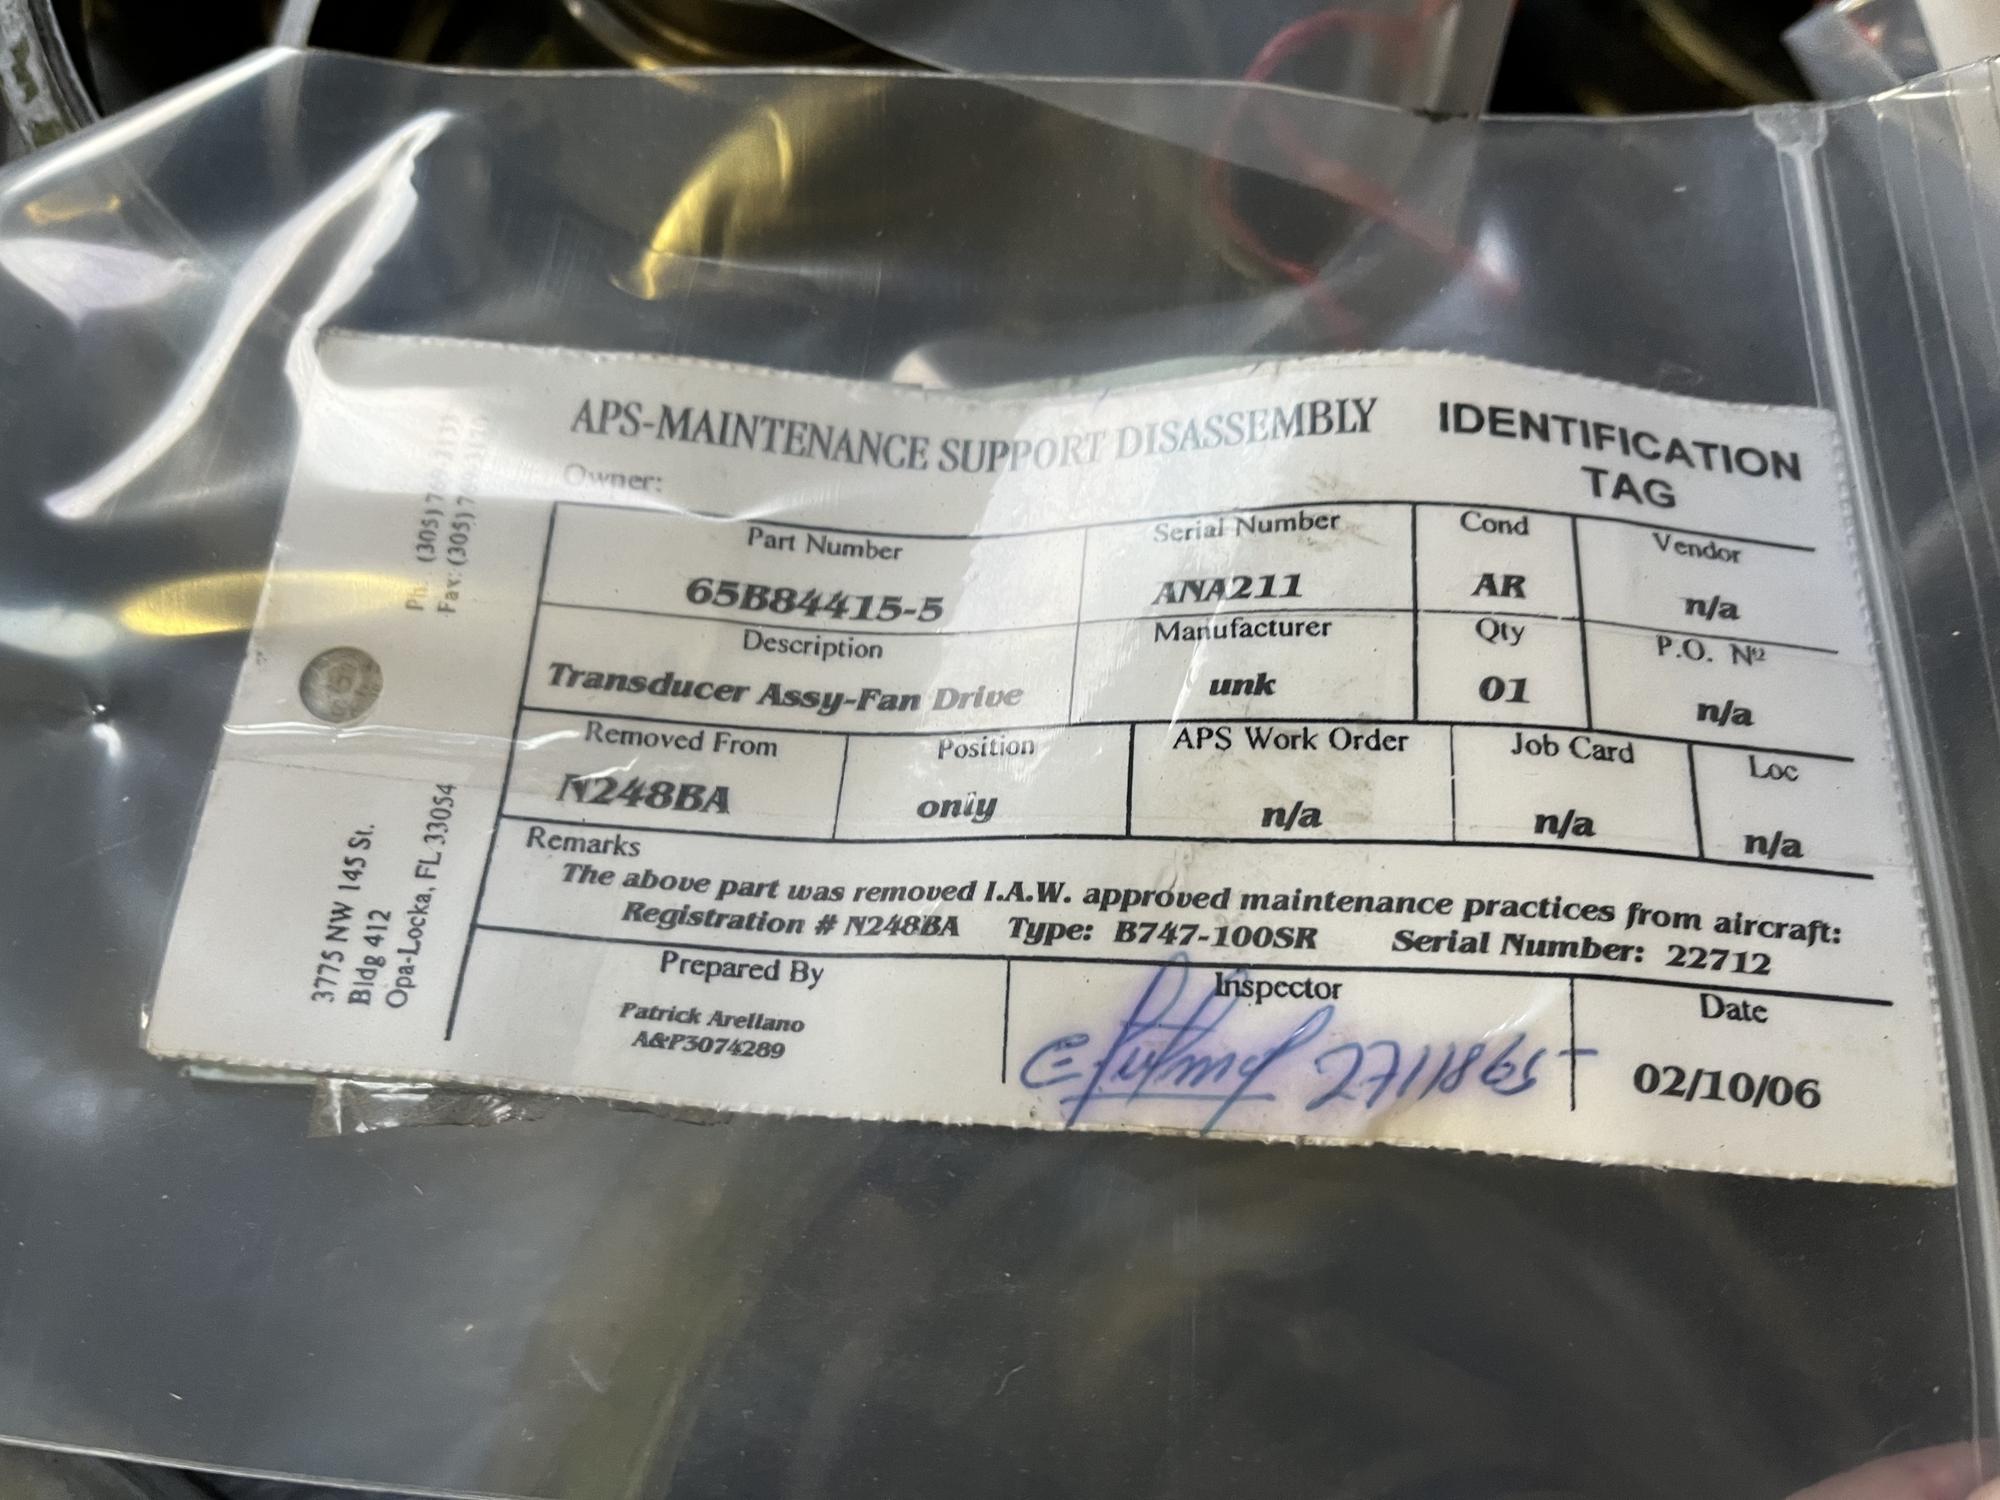 APS-MAINTENANCE SUPPORT DISASSEMBLY
IDENTIFICATION
TAG
Owner:
Part Number
65B84415-5
Serial Number
ANA211
Cond
AR
Vendor
n/a
Description
Transducer Assy-Fan Drive
Manufacturer
unk
Qty
01
P.O. Nº
n/a
Removed From
N248BA
Position
only
APS Work Order
n/a
Job Card
n/a
Loc
n/a
Remarks
The above part was removed I.A.W. approved maintenance practices from aircraft:
Registration # N248BA Type: B747-100SR Serial Number: 22712
Prepared By
Patrick Arellano
A&P3074289
Inspector
Date
02/10/06
Ph: (305)
Fax: (305)
3775 NW 145 St.
Bldg 412
Opa-Locka, FL 33054